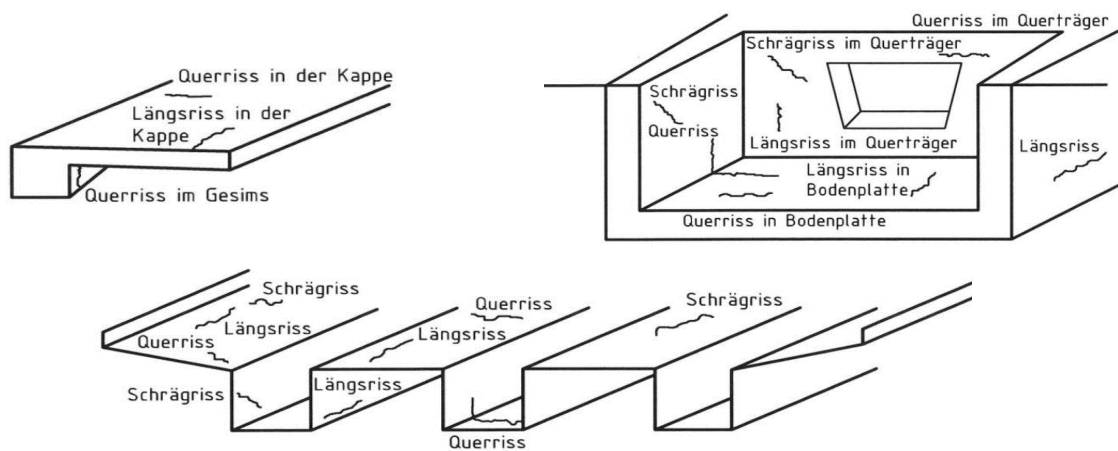 Querriss in der Kappe
Längsriss in der
Kappe
Querriss im Gesims
Querriss im Querträger
Schrägriss im Querträger
Schrägriss
Querriss
Längsriss im Querträger
Längsriss
Längsriss in
Bodenplatte
Querriss in Bodenplatte
Schrägriss
Längsriss
Querriss
Schrägriss
Längsriss
Querriss
Längsriss
Querriss
Schrägriss